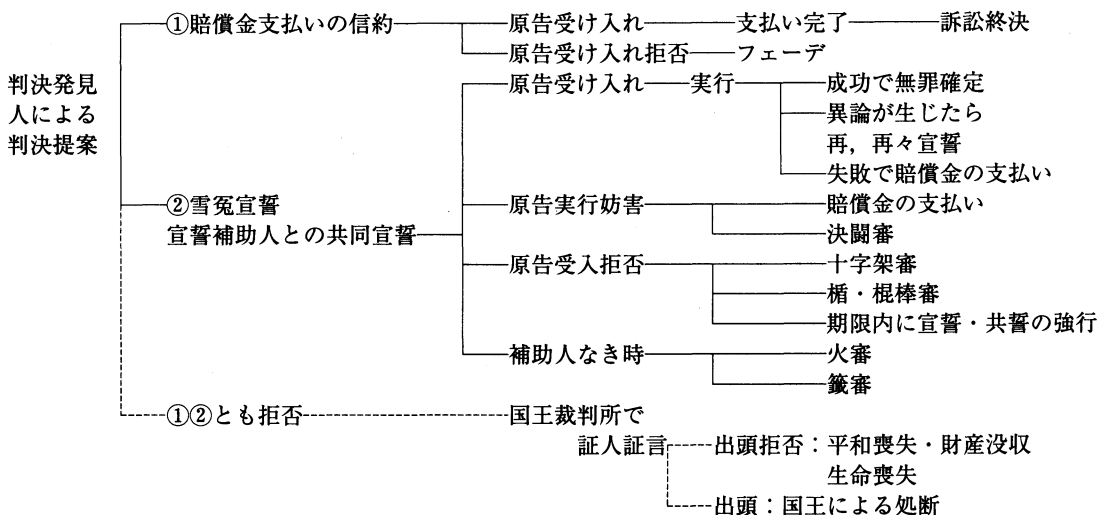 ①賠償金支払いの信約 原告受け入れ 支払い完了 訴訟終決
原告受け入れ拒否 フェーデ
判決発見
人による
判決提案
原告受け入れ 実行 成功で無罪確定
異論が生じたら
再，再々宣誓
失敗で賠償金の支払い
②雪冤宣誓
宣誓補助人との共同宣誓
原告実行妨害 賠償金の支払い
決闘審
原告受入拒否 十字架審
楯・棍棒審
期限内に宣誓・共誓の強行
補助人なき時 火審
籤審
①②とも拒否 国王裁判所で
証人証言 出頭拒否：平和喪失・財産没収
生命喪失
出頭：国王による処断